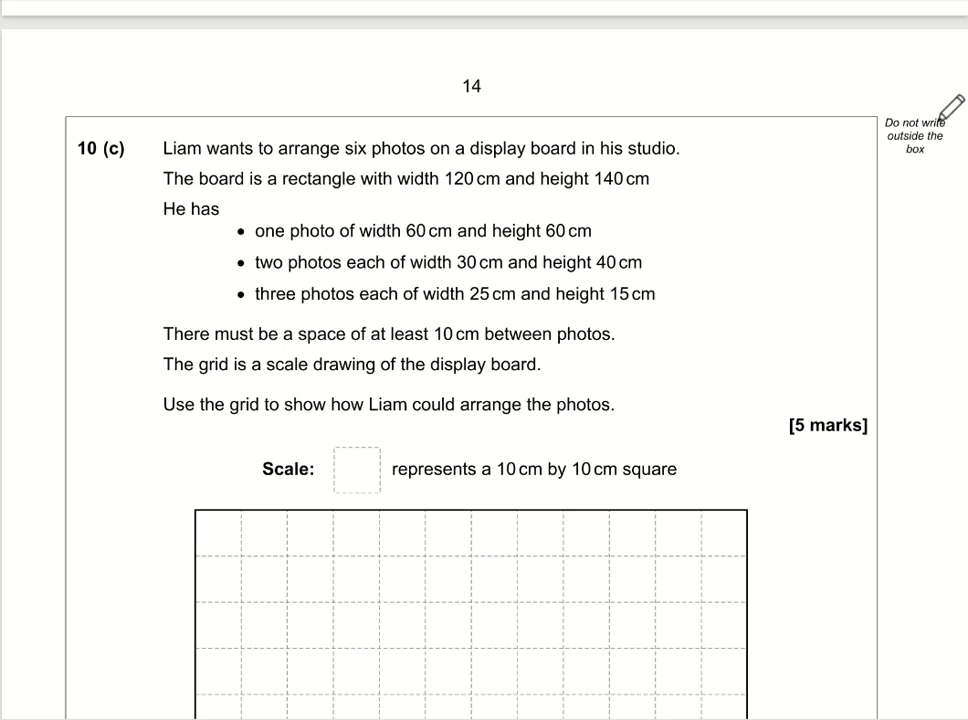 14
Do not write
outside the
box
10 (c) Liam wants to arrange six photos on a display board in his studio.
The board is a rectangle with width 120 cm and height 140 cm
He has
• one photo of width 60 cm and height 60 cm
• two photos each of width 30 cm and height 40 cm
• three photos each of width 25 cm and height 15 cm
There must be a space of at least 10 cm between photos.
The grid is a scale drawing of the display board.
Use the grid to show how Liam could arrange the photos.
[5 marks]
Scale: represents a 10 cm by 10 cm square